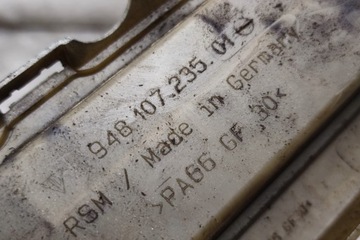 948.107.235.01
RSM / Made in Germany
>PA66 GF 30<